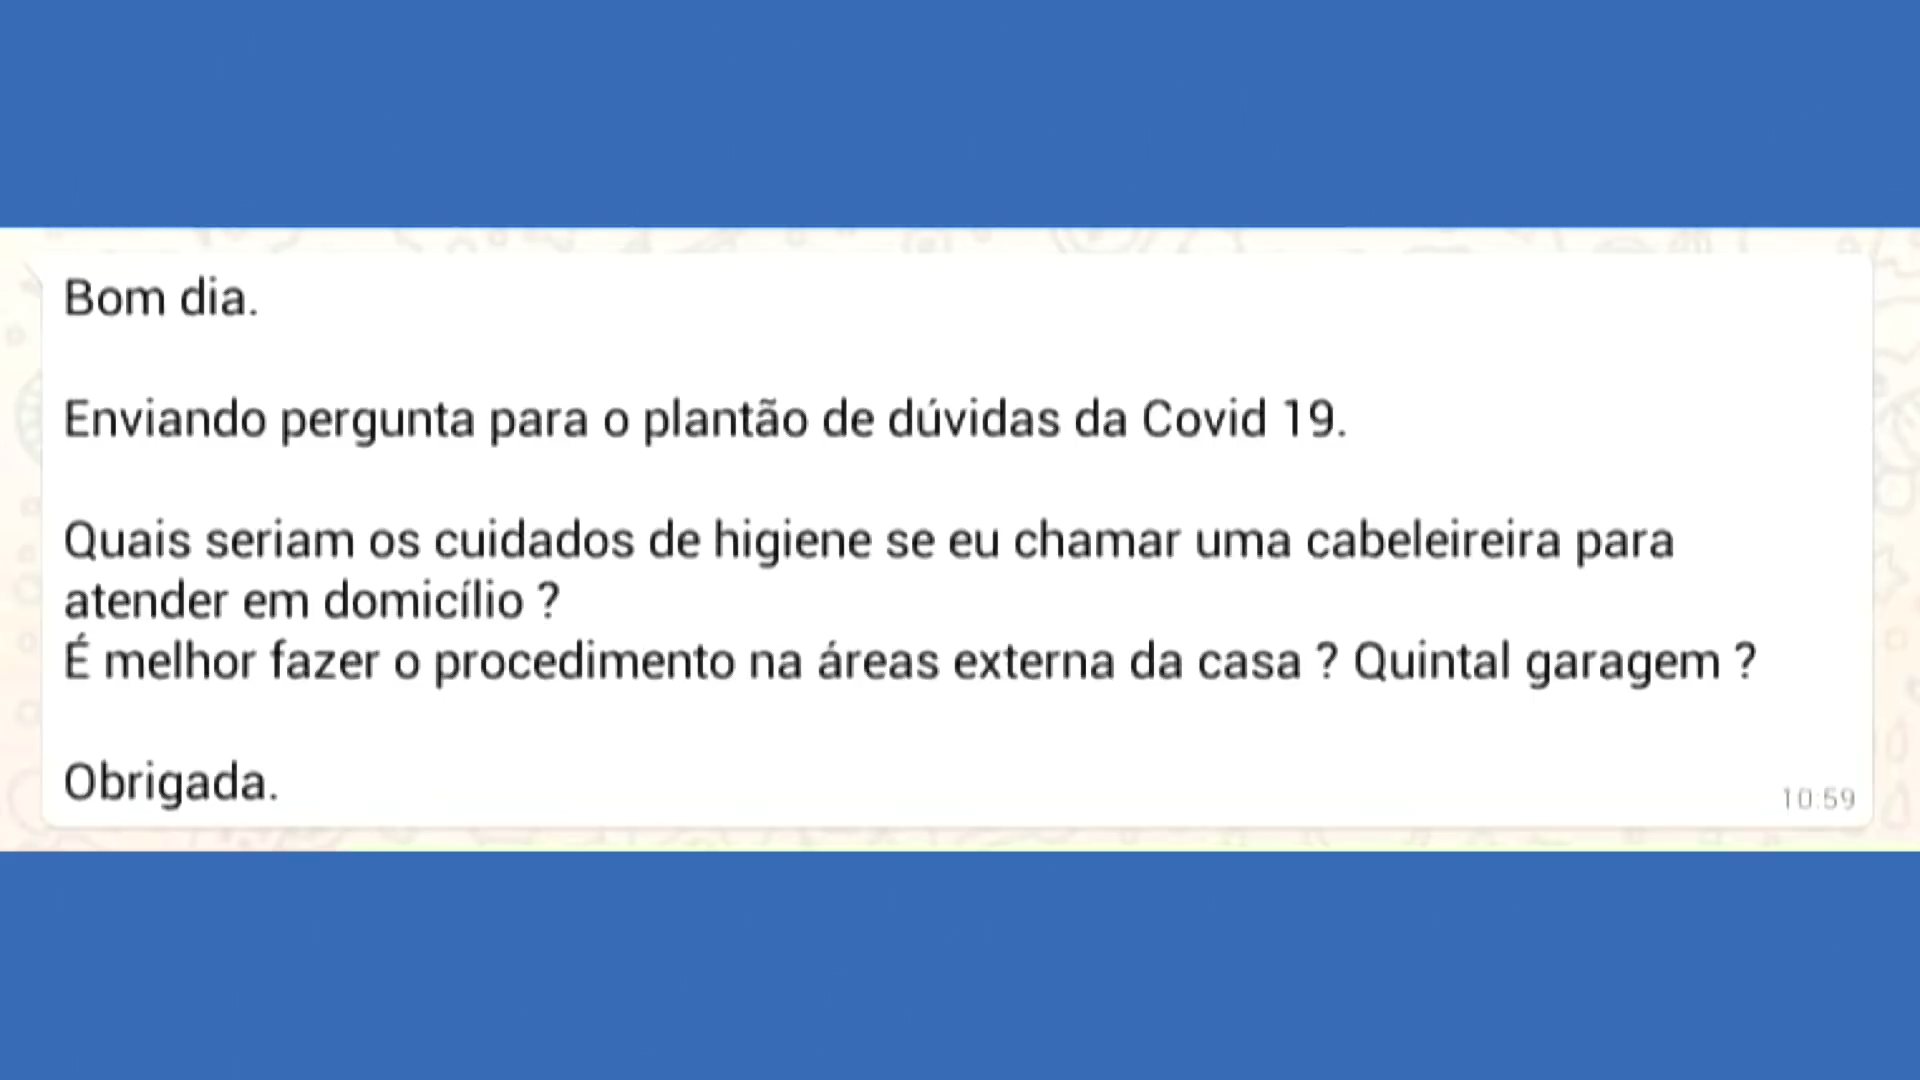 Bom dia.
Enviando pergunta para o plantão de dúvidas da Covid 19.
Quais seriam os cuidados de higiene se eu chamar uma cabeleireira para
atender em domicílio ?
É melhor fazer o procedimento na áreas externa da casa ? Quintal garagem ?
Obrigada.
10:59